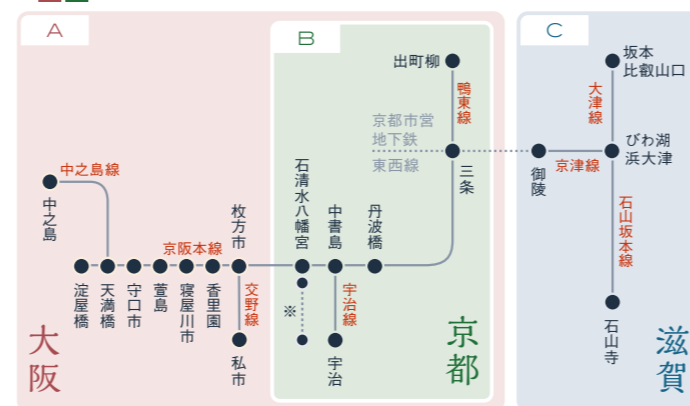 A
B
C
出町柳
鴨東線
京都市営
地下鉄
東西線
三条
坂本
比叡山口
大津線
びわ湖
浜大津
御陵
京津線
石山坂本線
石山寺
中之島線
中之島
京阪本線
枚方市
石清水八幡宮
中書島
丹波橋
淀屋橋
天満橋
守口市
萱島
寝屋川市
香里園
交野線
私市
※
宇治線
宇治
大阪
京都
滋賀